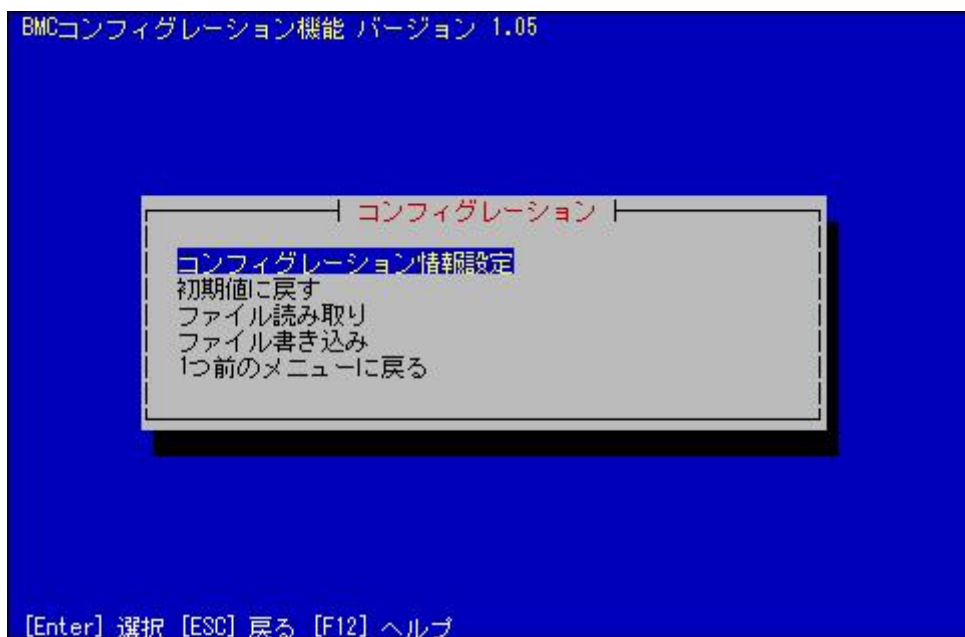 BMCコンフィグレーション機能 バージョン 1.05
コンフィグレーション
コンフィグレーション情報設定
初期値に戻す
ファイル読み取り
ファイル書き込み
1つ前のメニューに戻る
[Enter] 選択 [ESC] 戻る [F12] ヘルプ